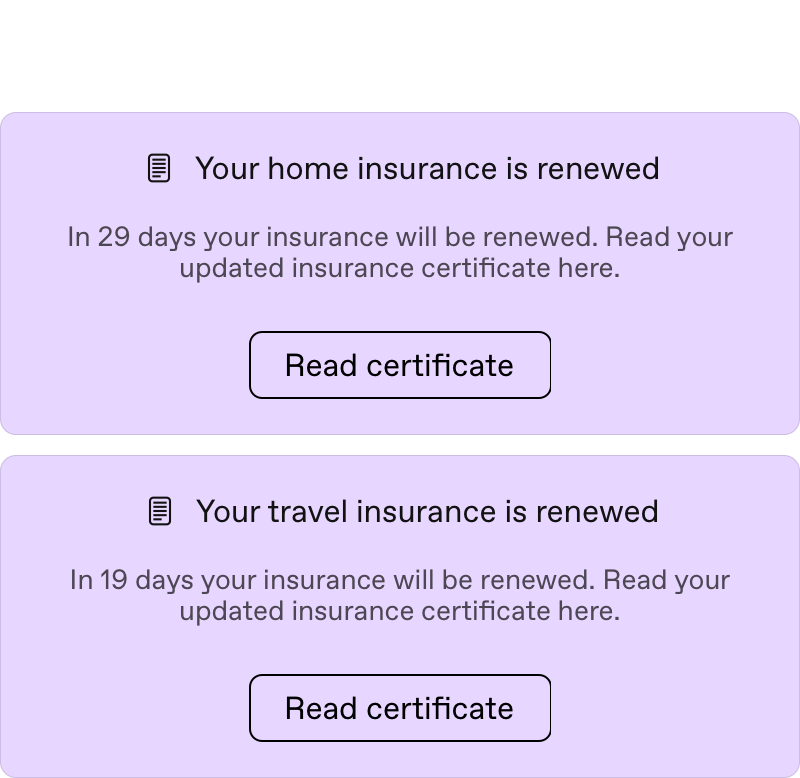 Your home insurance is renewed
In 29 days your insurance will be renewed. Read your
updated insurance certificate here.
Read certificate
Your travel insurance is renewed
In 19 days your insurance will be renewed. Read your
updated insurance certificate here.
Read certificate